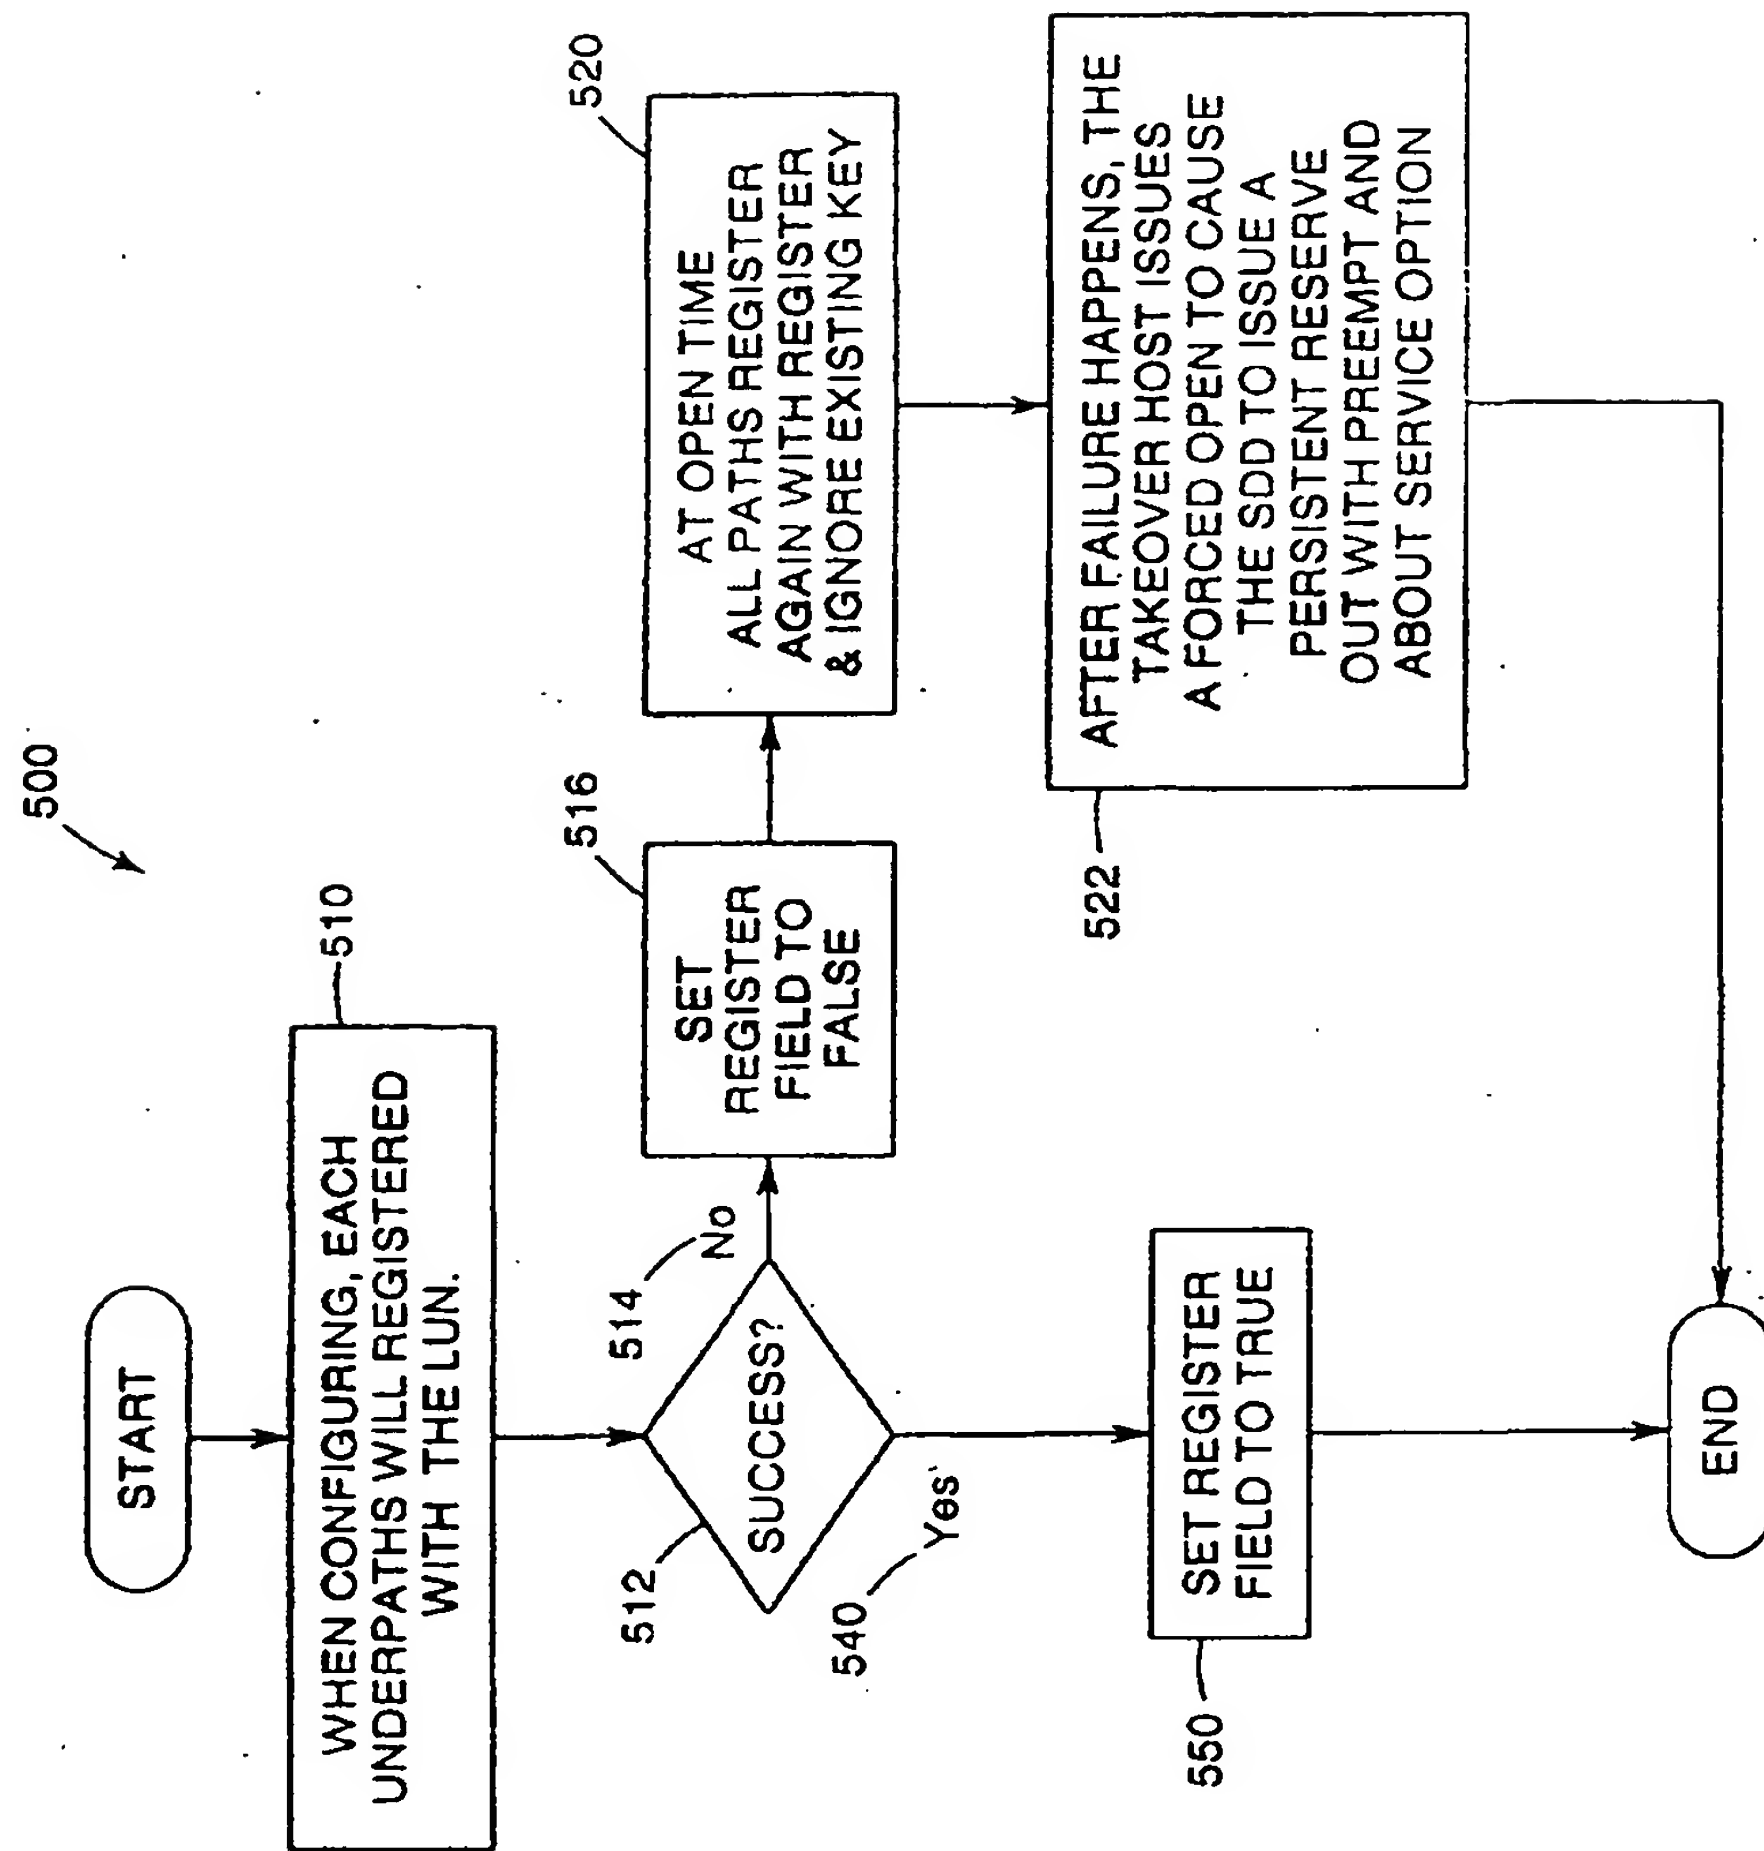 500
START
510
WHEN CONFIGURING, EACH
UNDERPATHS WILL REGISTERED
WITH THE LUN.
512
SUCCESS?
514
No
516
SET
REGISTER
FIELD TO
FALSE
520
AT OPEN TIME
ALL PATHS REGISTER
AGAIN WITH REGISTER
& IGNORE EXISTING KEY
522
AFTER FAILURE HAPPENS, THE
TAKEOVER HOST ISSUES
A FORCED OPEN TO CAUSE
THE SDD TO ISSUE A
PERSISTENT RESERVE
OUT WITH PREEMPT AND
ABOUT SERVICE OPTION
540
Yes
550
SET REGISTER
FIELD TO TRUE
END